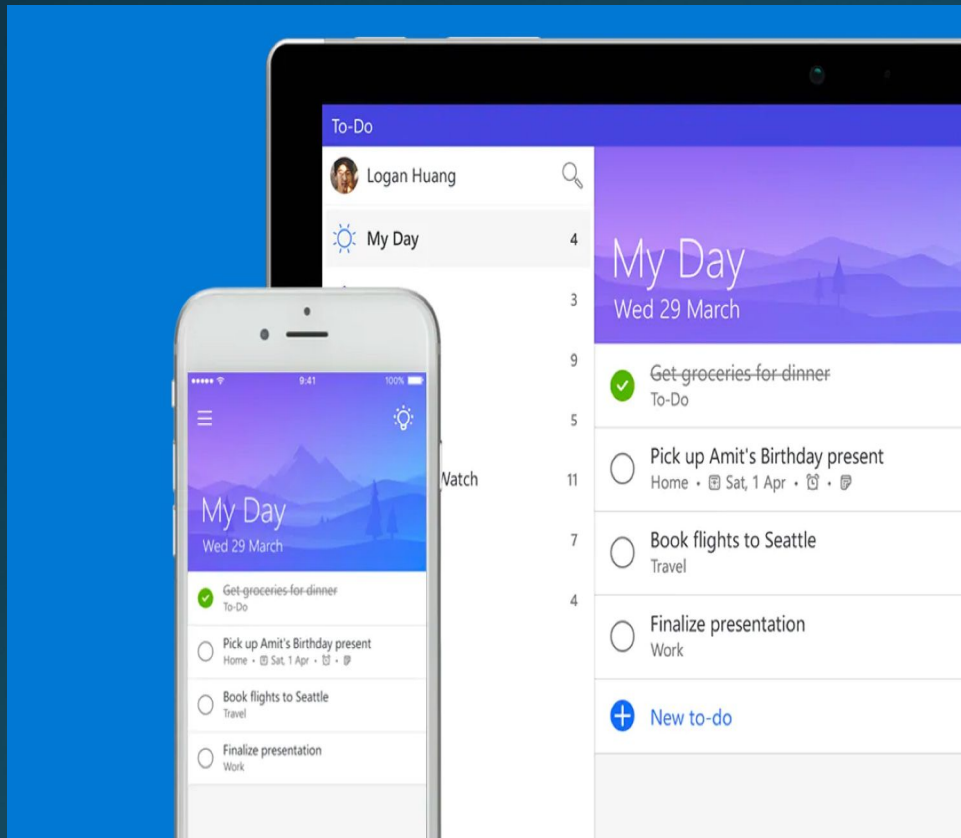 To-Do
Logan Huang
My Day 4
3
9
5
Watch 11
7
4
My Day
Wed 29 March
Get groceries for dinner
To-Do
Pick up Amit's Birthday present
Home • Sat, 1 Apr • •
Book flights to Seattle
Travel
Finalize presentation
Work
New to-do
9:41 100%
My Day
Wed 29 March
Get groceries for dinner
To-Do
Pick up Amit's Birthday present
Home • Sat, 1 Apr • •
Book flights to Seattle
Travel
Finalize presentation
Work